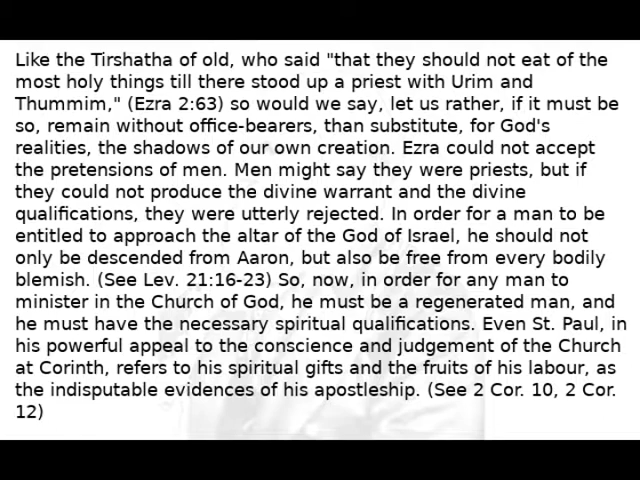 Like the Tirshatha of old, who said "that they should not eat of the
most holy things till there stood up a priest with Urim and
Thummim," (Ezra 2:63) so would we say, let us rather, if it must be
so, remain without office-bearers, than substitute, for God's
realities, the shadows of our own creation. Ezra could not accept
the pretensions of men. Men might say they were priests, but if
they could not produce the divine warrant and the divine
qualifications, they were utterly rejected. In order for a man to be
entitled to approach the altar of the God of Israel, he should not
only be descended from Aaron, but also be free from every bodily
blemish. (See Lev. 21:16-23) So, now, in order for any man to
minister in the Church of God, he must be a regenerated man, and
he must have the necessary spiritual qualifications. Even St. Paul, in
his powerful appeal to the conscience and judgement of the Church
at Corinth, refers to his spiritual gifts and the fruits of his labour, as
the indisputable evidences of his apostleship. (See 2 Cor. 10, 2 Cor.
12)